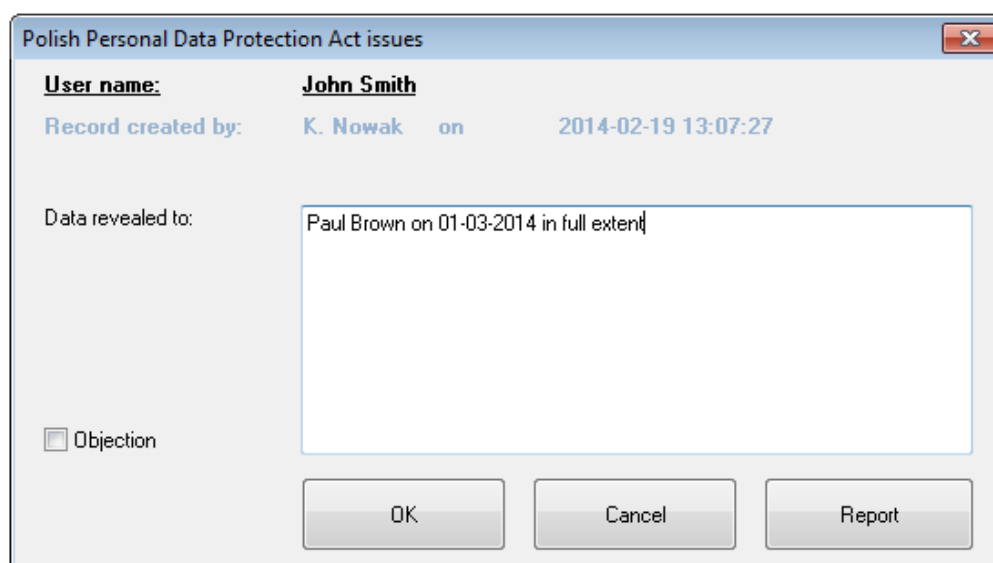 Polish Personal Data Protection Act issues
User name: John Smith
Record created by: K. Nowak on 2014-02-19 13:07:27
Data revealed to: Paul Brown on 01-03-2014 in full extent
Objection
OK Cancel Report